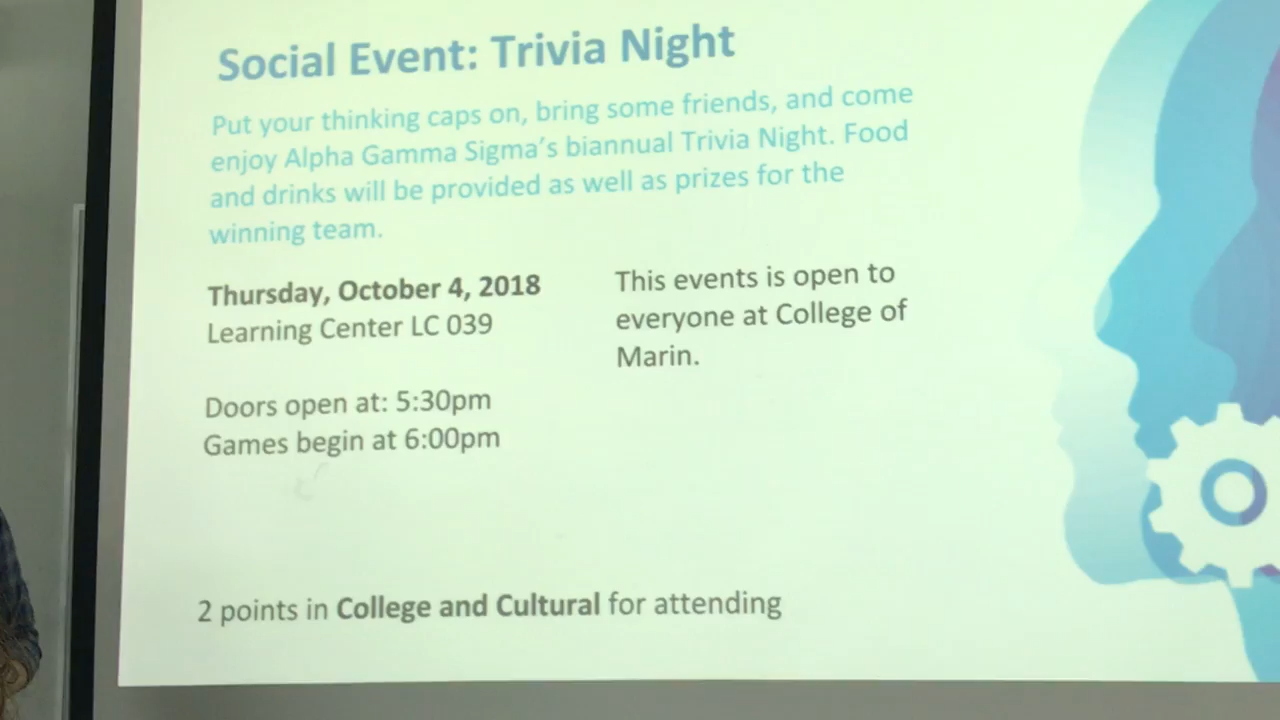 Social Event: Trivia Night
Put your thinking caps on, bring some friends, and come
enjoy Alpha Gamma Sigma's biannual Trivia Night. Food
and drinks will be provided as well as prizes for the
winning team.
Thursday, October 4, 2018
Learning Center LC 039
Doors open at: 5:30pm
Games begin at 6:00pm
This events is open to
everyone at College of
Marin.
2 points in College and Cultural for attending